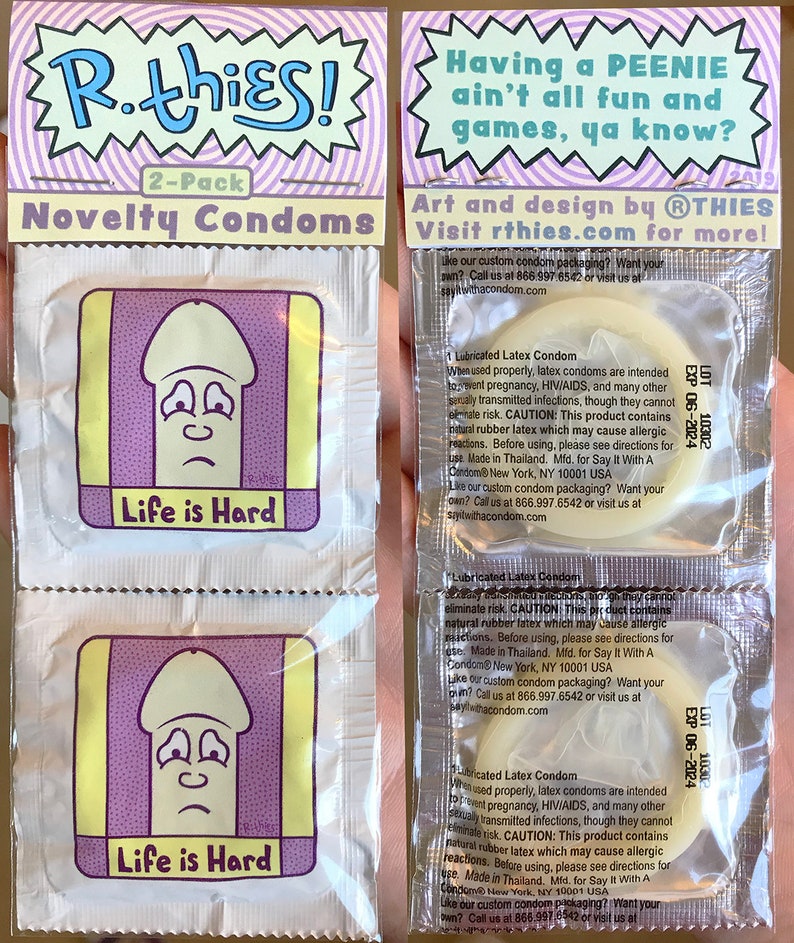 R.thies!
2-Pack
Novelty Condoms
R.thies
Life is Hard
R.thies
Life is Hard
Having a PEENIE
ain't all fun and
games, ya know?
2019
Art and design by ®THIES
Visit rthies.com for more!
Like our custom condom packaging? Want your
own? Call us at 866.997.6542 or visit us at
sayitwithacondom.com
1 Lubricated Latex Condom
When used properly, latex condoms are intended
to prevent pregnancy, HIV/AIDS, and many other
sexually transmitted infections, though they cannot
eliminate risk. CAUTION: This product contains
natural rubber latex which may cause allergic
reactions. Before using, please see directions for
use. Made in Thailand. Mfd. for Say It With A
Condom® New York, NY 10001 USA
Like our custom condom packaging? Want your
own? Call us at 866.997.6542 or visit us at
sayitwithacondom.com
LOT 10302
EXP 06-2024
1 Lubricated Latex Condom
sexually transmitted infections, though they cannot
eliminate risk. CAUTION: This product contains
natural rubber latex which may cause allergic
reactions. Before using, please see directions for
use. Made in Thailand. Mfd. for Say It With A
Condom® New York, NY 10001 USA
Like our custom condom packaging? Want your
own? Call us at 866.997.6542 or visit us at
sayitwithacondom.com
LOT 10302
EXP 06-2024
1 Lubricated Latex Condom
When used properly, latex condoms are intended
to prevent pregnancy, HIV/AIDS, and many other
sexually transmitted infections, though they cannot
eliminate risk. CAUTION: This product contains
natural rubber latex which may cause allergic
reactions. Before using, please see directions for
use. Made in Thailand. Mfd. for Say It With A
Condom® New York, NY 10001 USA
Like our custom condom packaging? Want your
own? Call us at 866.997.6542 or visit us at
sayitwithacondom.com